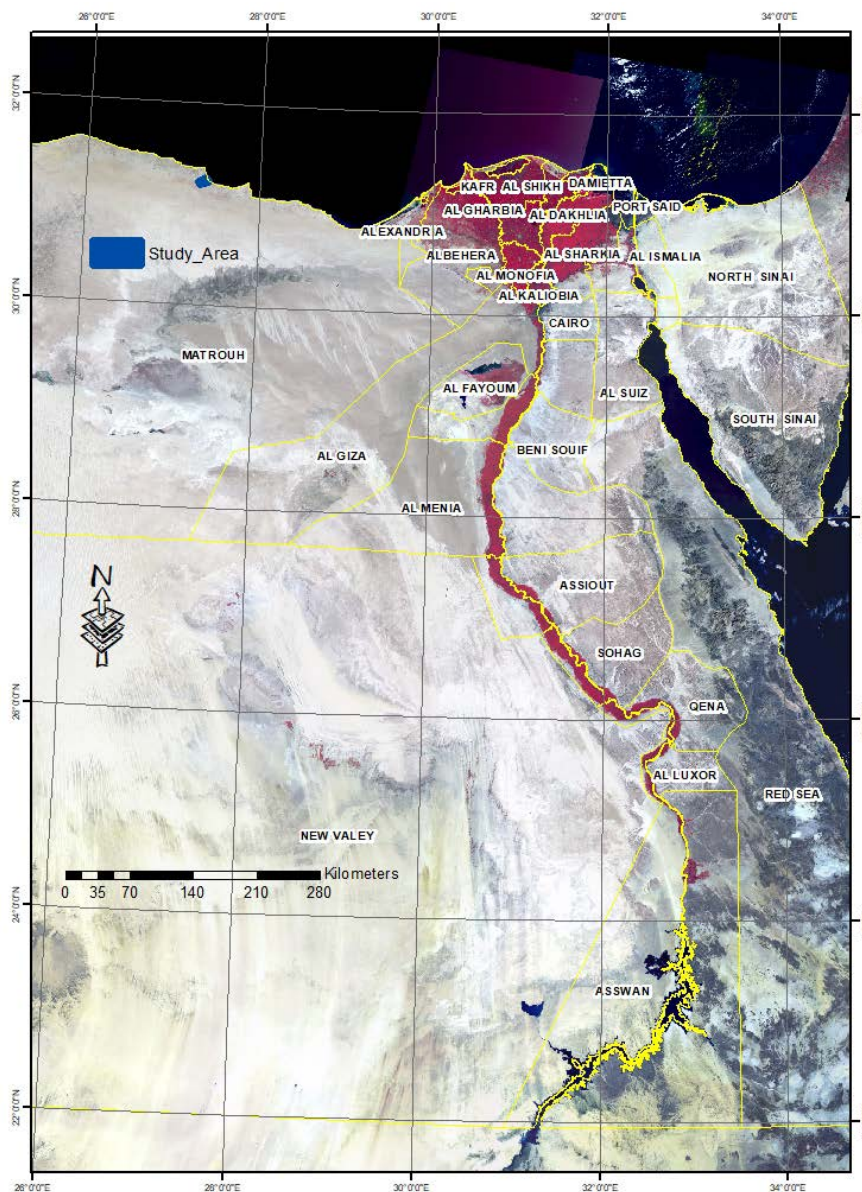 26°0'0"E 28°0'0"E 30°0'0"E 32°0'0"E 34°0'0"E
32°0'0"N
KAFR AL SHIKH DAMIETTA
AL GHARBIA AL DAKHLIA PORT SAID
ALEXANDRIA
Study_Area ALBEHERA AL SHARKIA AL ISMALIA
AL MONOFIA NORTH SINAI
30°0'0"N AL KALIOBIA
CAIRO
MATROUH
AL FAYOUM AL SUIZ
SOUTH SINAI
AL GIZA BENI SOUIF
28°0'0"N AL MENIA
N
ASSIOUT
SOHAG
26°0'0"N QENA
AL LUXOR
RED SEA
NEW VALEY
Kilometers
0 35 70 140 210 280
24°0'0"N
ASSWAN
22°0'0"N
26°0'0"E 28°0'0"E 30°0'0"E 32°0'0"E 34°0'0"E